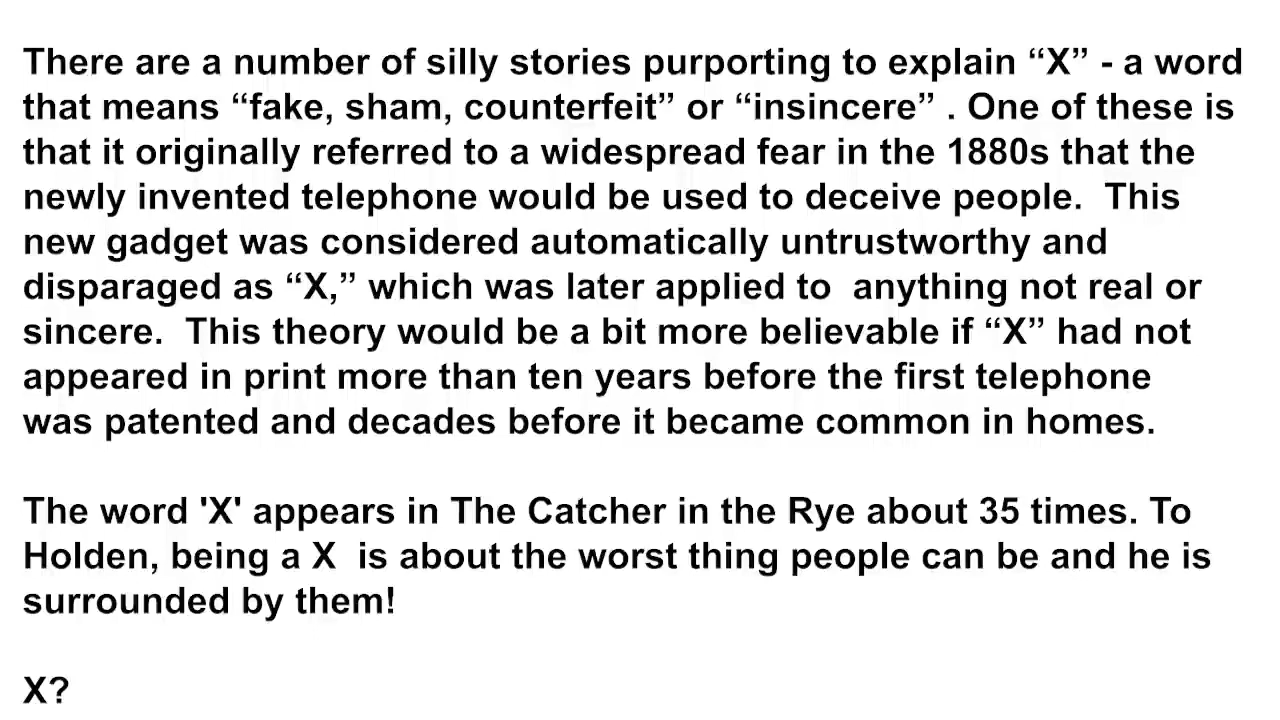 There are a number of silly stories purporting to explain “X” - a word
that means “fake, sham, counterfeit” or “insincere” . One of these is
that it originally referred to a widespread fear in the 1880s that the
newly invented telephone would be used to deceive people.  This
new gadget was considered automatically untrustworthy and
disparaged as “X,” which was later applied to  anything not real or
sincere.  This theory would be a bit more believable if “X” had not
appeared in print more than ten years before the first telephone
was patented and decades before it became common in homes.

The word 'X' appears in The Catcher in the Rye about 35 times. To
Holden, being a X  is about the worst thing people can be and he is
surrounded by them!

X?